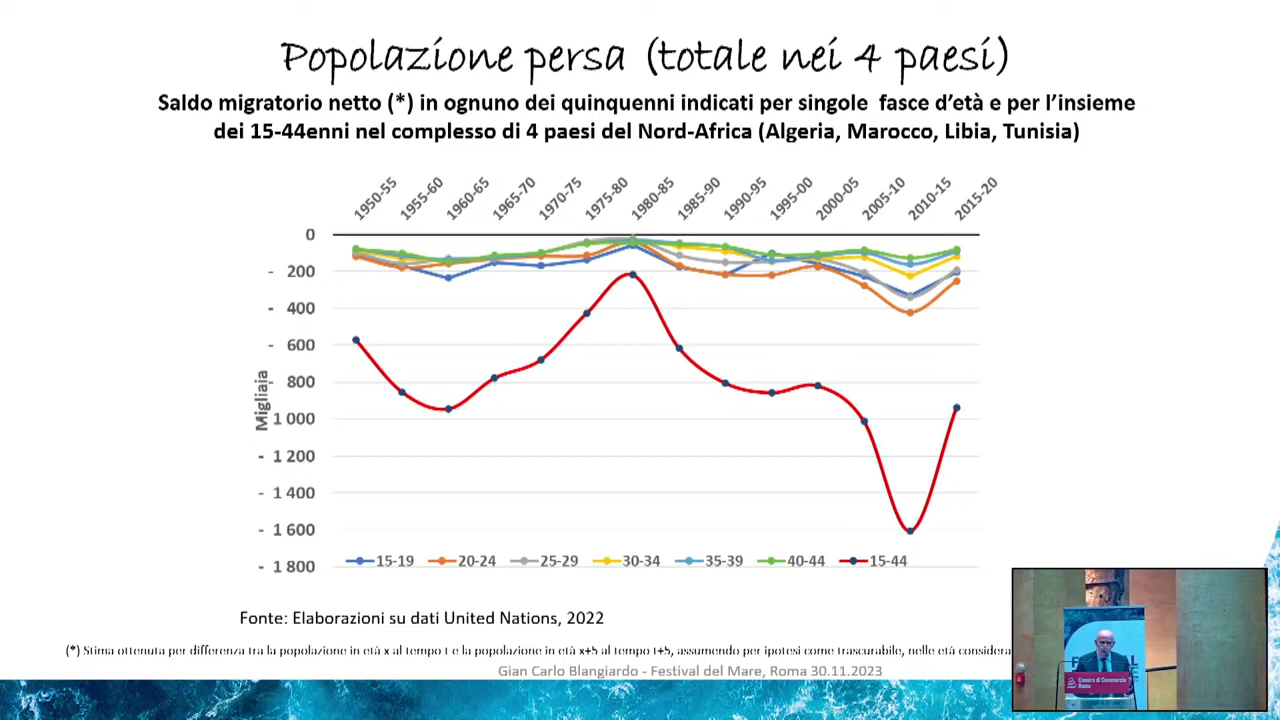 Popolazione persa (totale nei 4 paesi)
Saldo migratorio netto (*) in ognuno dei quinquenni indicati per singole fasce d'età e per l'insieme
dei 15-44enni nel complesso di 4 paesi del Nord-Africa (Algeria, Marocco, Libia, Tunisia)
1950-55 1955-60 1960-65 1965-70 1970-75 1975-80 1980-85 1985-90 1990-95 1995-00 2000-05 2005-10 2010-15 2015-20
0
- 200
- 400
- 600
- 800
- 1 000
- 1 200
- 1 400
- 1 600
- 1 800
Migliaia
15-19 20-24 25-29 30-34 35-39 40-44 15-44
Fonte: Elaborazioni su dati United Nations, 2022
(*) Stima ottenuta per differenza tra la popolazione in età x al tempo t e la popolazione in età x+5 al tempo t+5, assumendo per ipotesi come trascurabile, nelle età considera
Gian Carlo Blangiardo - Festival del Mare, Roma 30.11.2023
Camera di Commercio
Roma